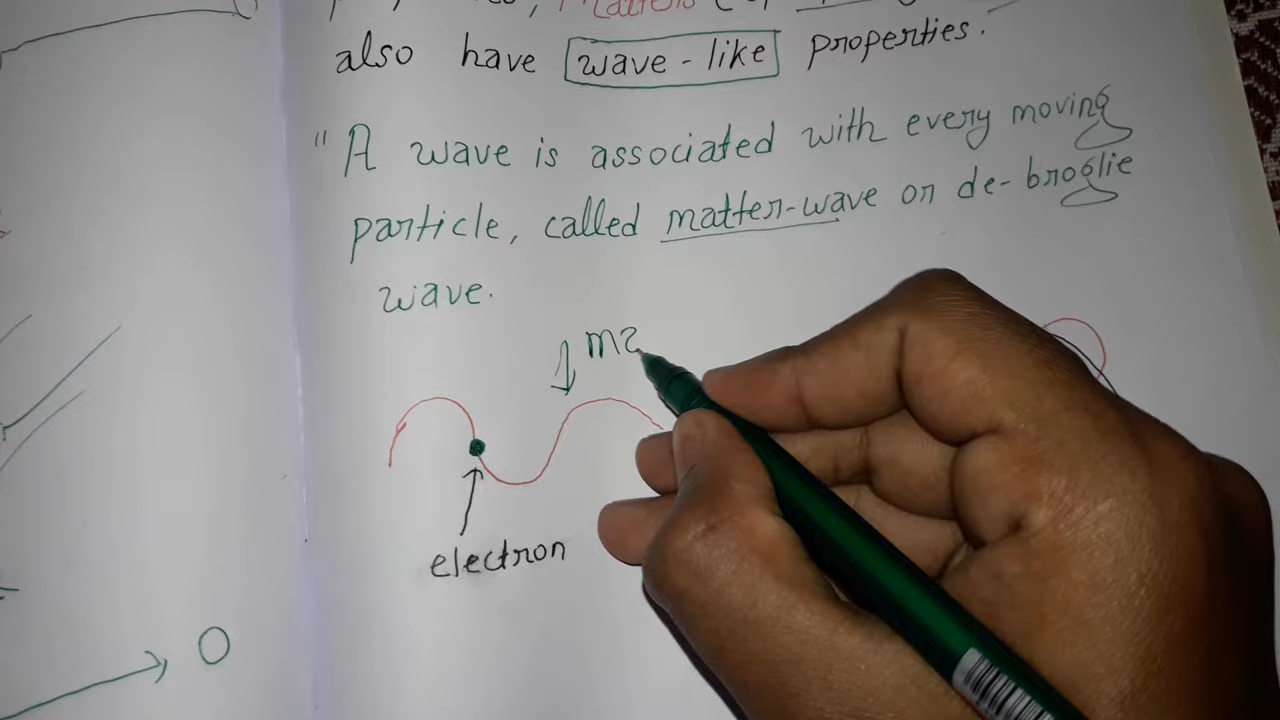 also have wave-like properties.
"A wave is associated with every moving
particle, called matter-wave or de-broglie
wave.
ma
electron
O